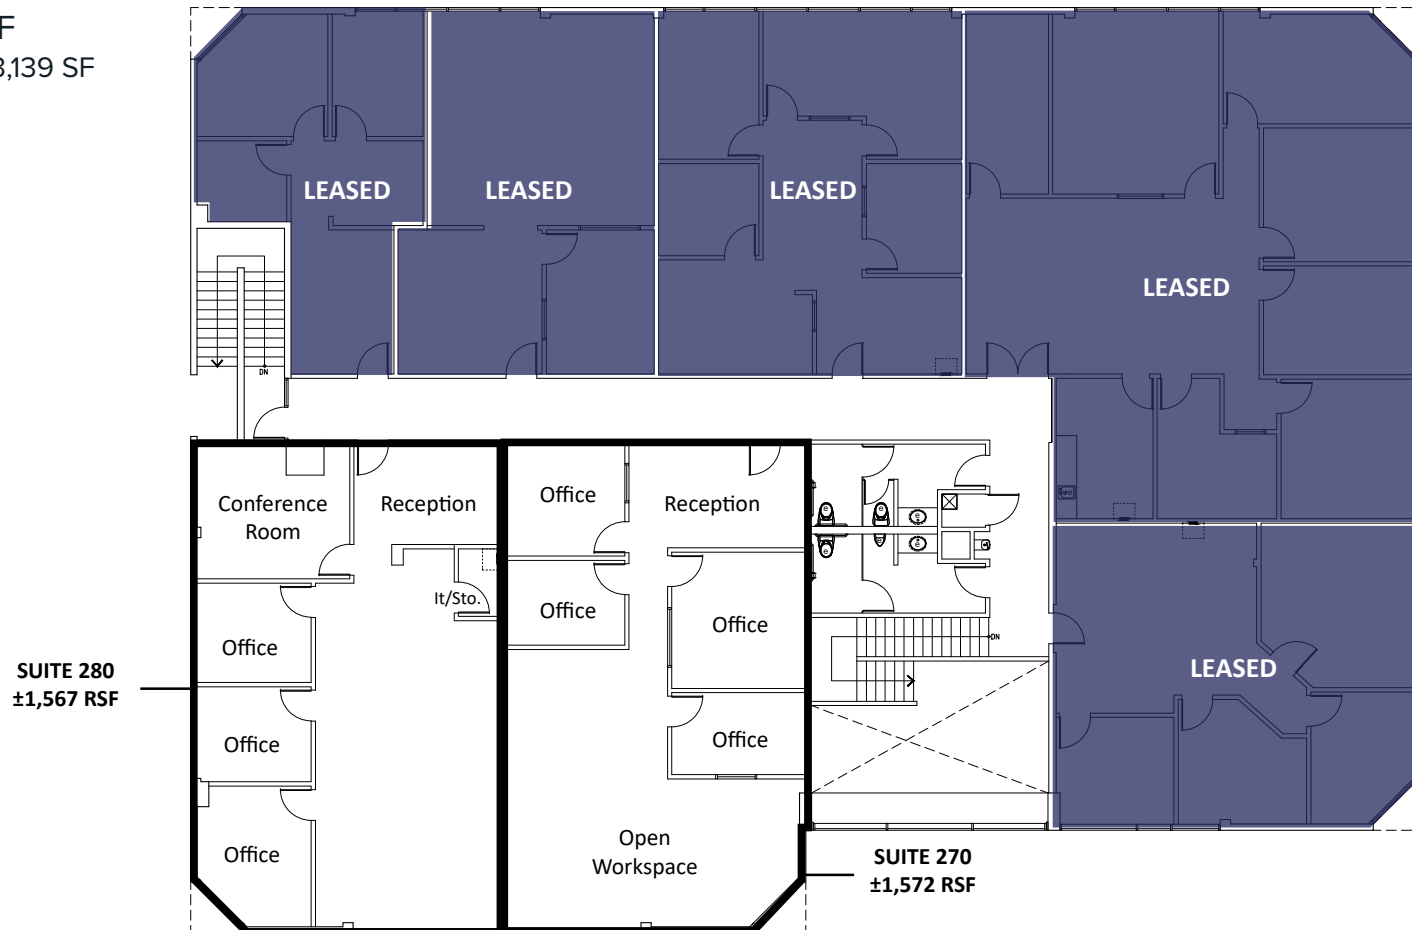 F
3,139 SF
LEASED
LEASED
LEASED
LEASED
DN
Conference
Room
Reception
Office
Reception
It/Sto.
Office
Office
Office
DN
LEASED
SUITE 280
±1,567 RSF
Office
Office
Office
Open
Workspace
Office
SUITE 270
±1,572 RSF